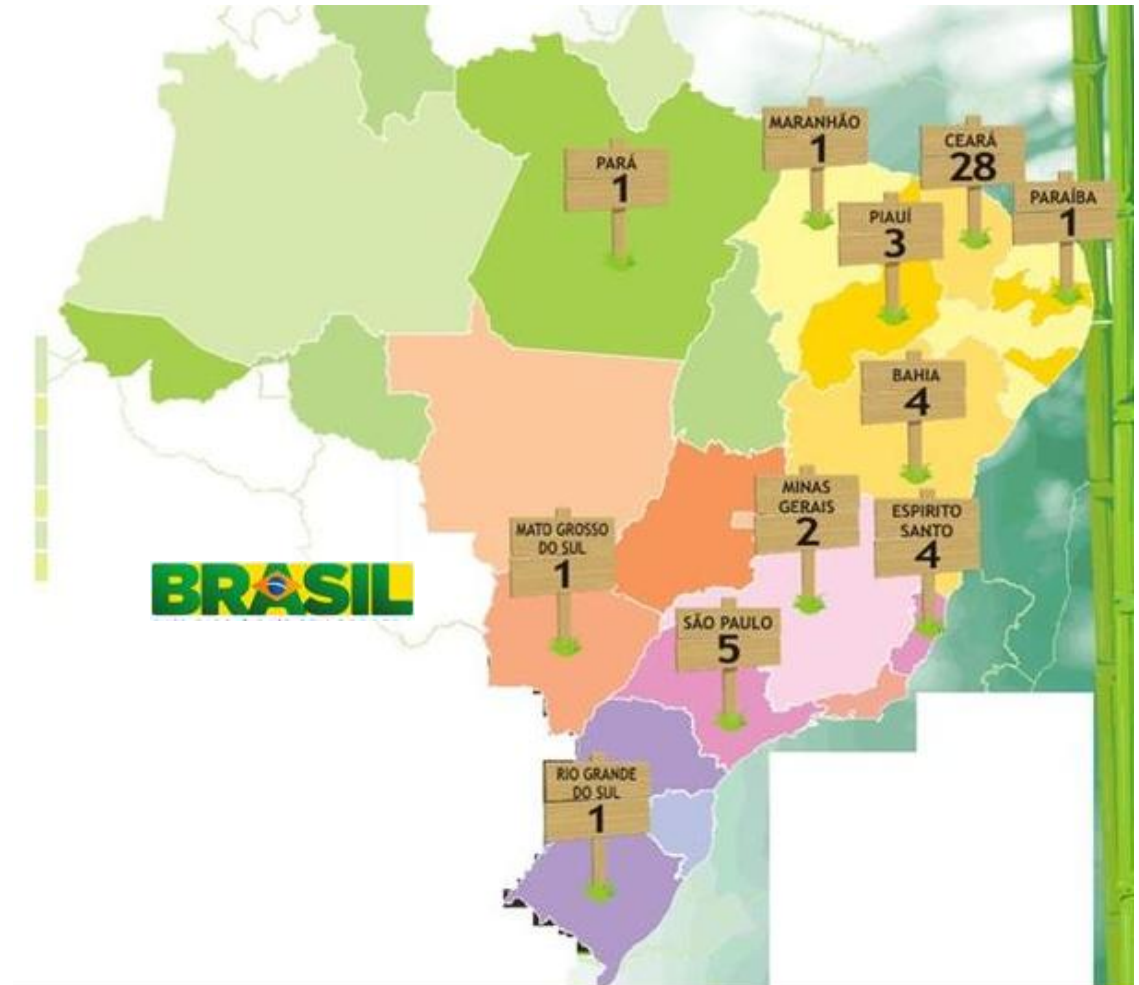 MARANHÃO
1
CEARÁ
28
PARÁ
1
PARAÍBA
1
PIAUÍ
3
BAHIA
4
MINAS
GERAIS
2
ESPIRITO
SANTO
4
MATO GROSSO
DO SUL
1
BRASIL
SÃO PAULO
5
RIO GRANDE
DO SUL
1